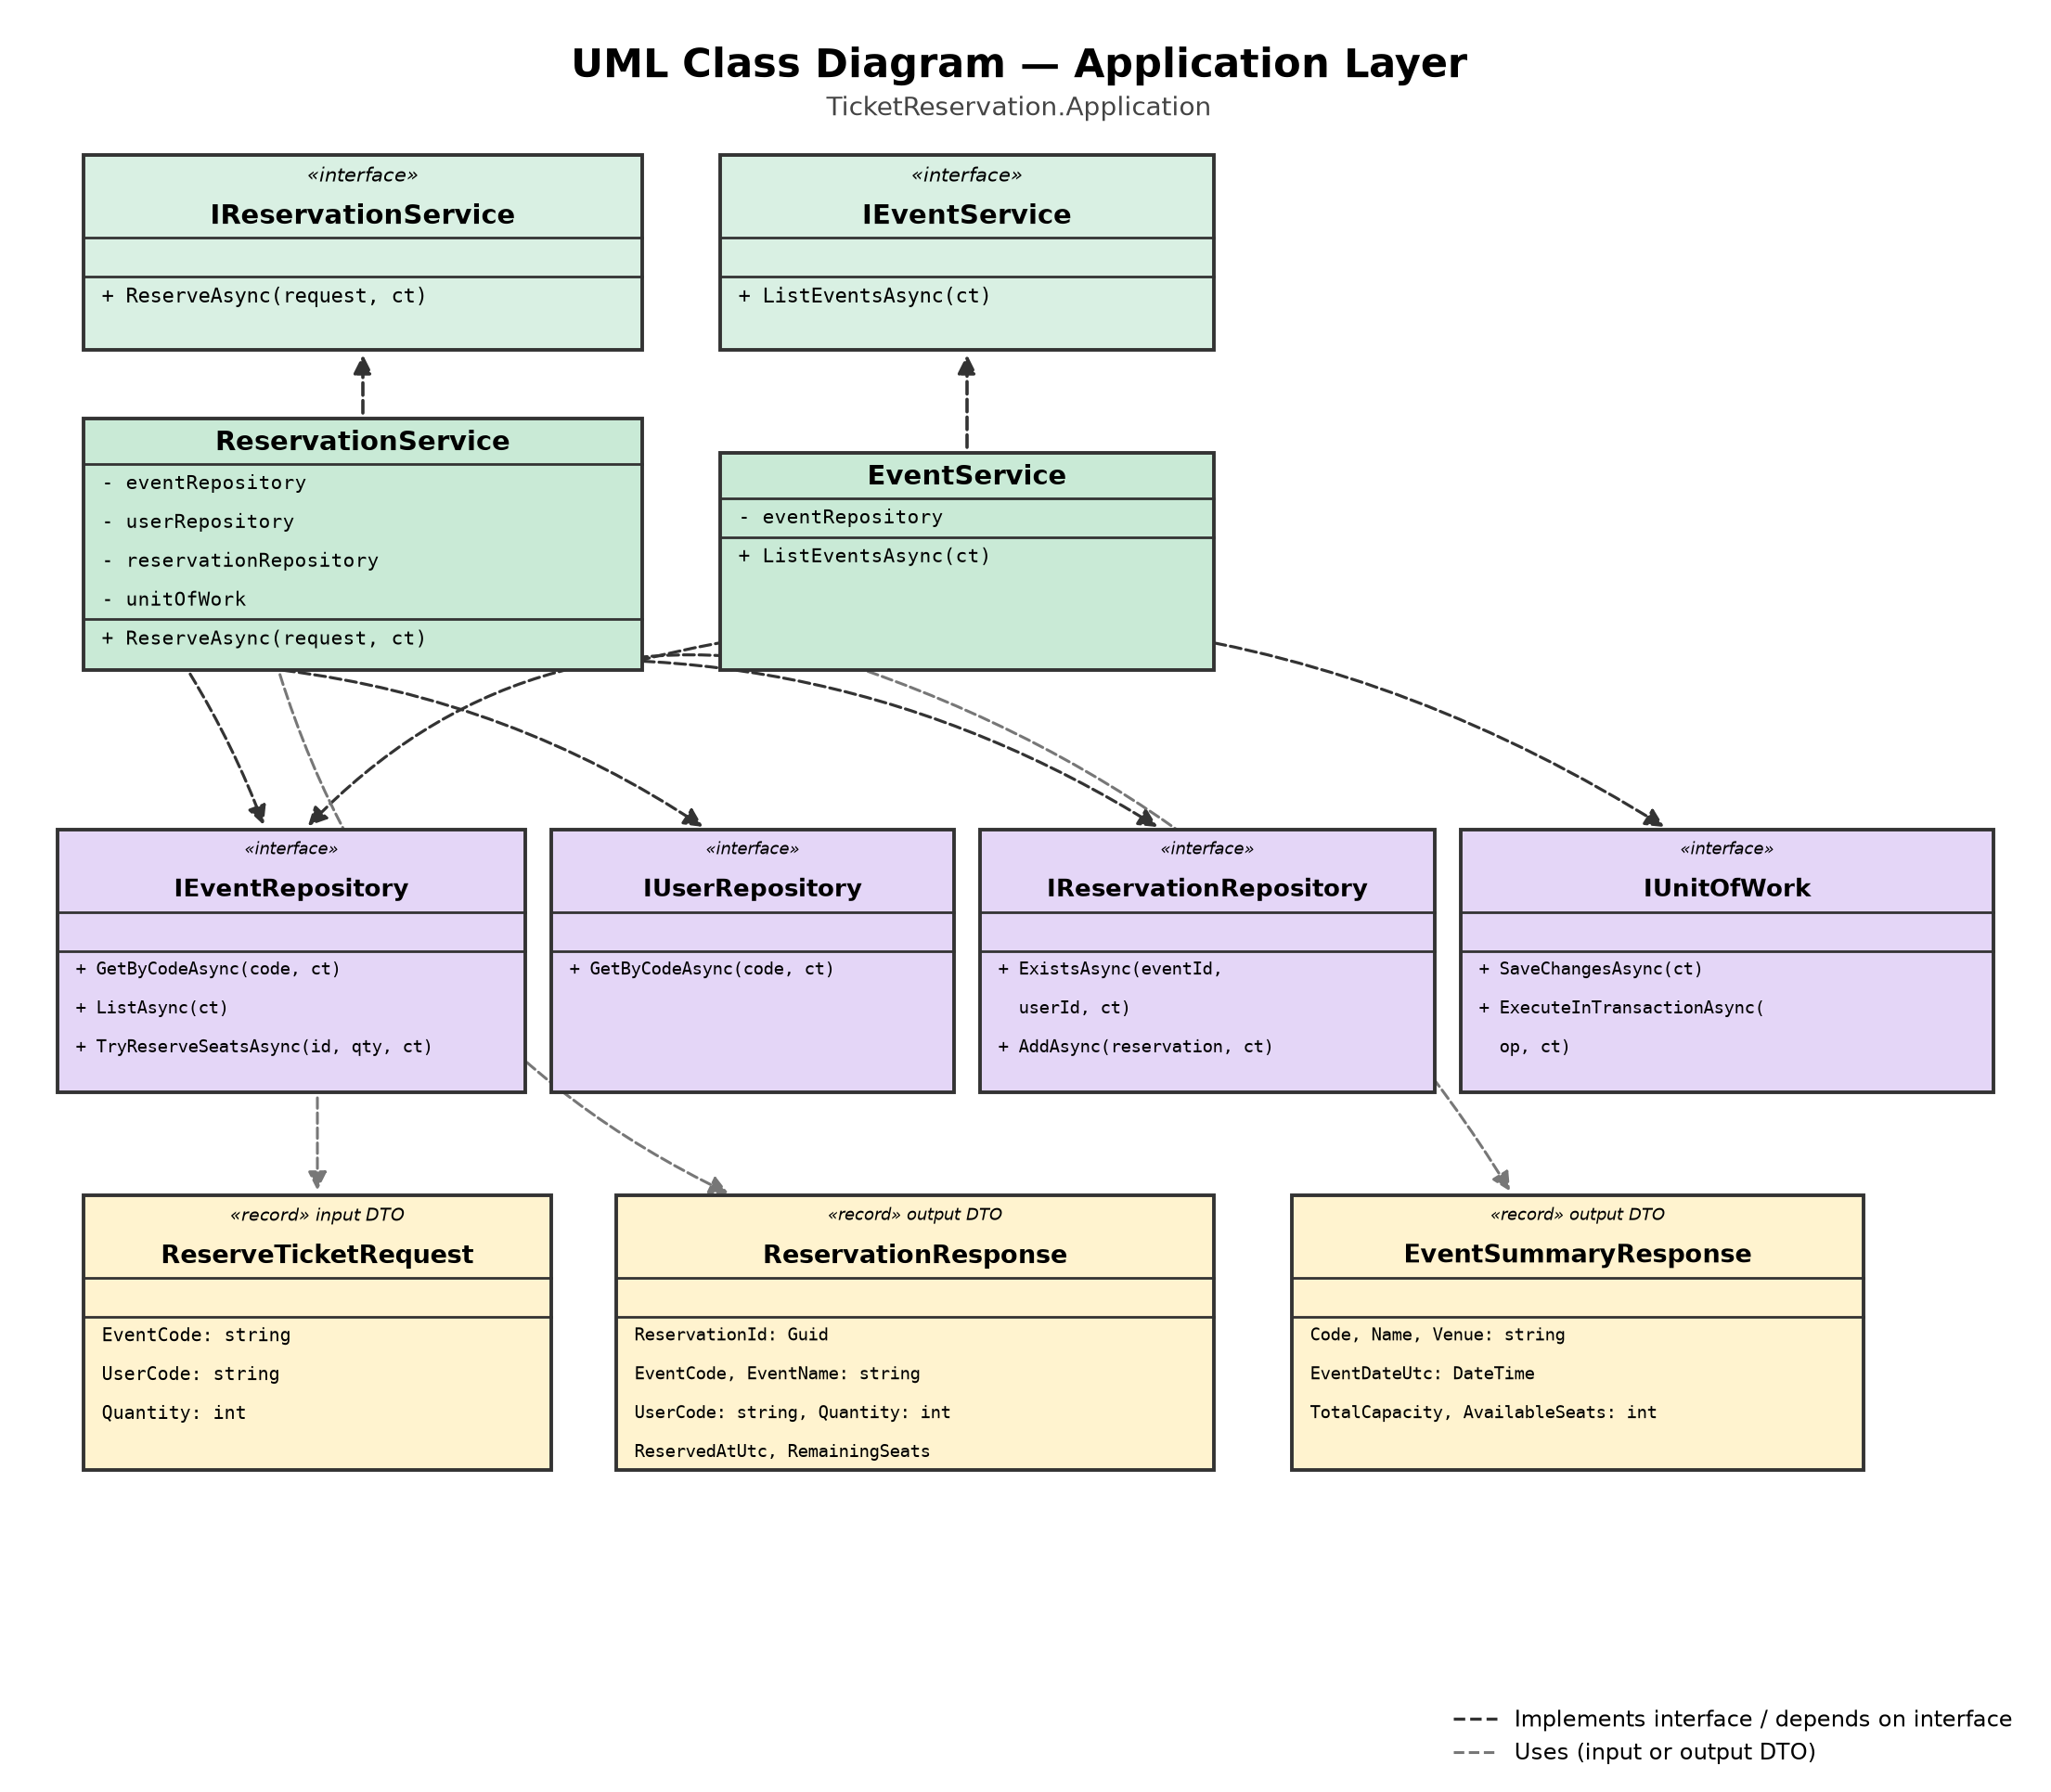 UML Class Diagram — Application Layer
TicketReservation.Application
«interface»
IReservationService
+ ReserveAsync(request, ct)
«interface»
IEventService
+ ListEventsAsync(ct)
ReservationService
- eventRepository
- userRepository
- reservationRepository
- unitOfWork
+ ReserveAsync(request, ct)
EventService
- eventRepository
+ ListEventsAsync(ct)
«interface»
IEventRepository
+ GetByCodeAsync(code, ct)
+ ListAsync(ct)
+ TryReserveSeatsAsync(id, qty, ct)
«interface»
IUserRepository
+ GetByCodeAsync(code, ct)
«interface»
IReservationRepository
+ ExistsAsync(eventId,
userId, ct)
+ AddAsync(reservation, ct)
«interface»
IUnitOfWork
+ SaveChangesAsync(ct)
+ ExecuteInTransactionAsync(
op, ct)
«record» input DTO
ReserveTicketRequest
EventCode: string
UserCode: string
Quantity: int
«record» output DTO
ReservationResponse
ReservationId: Guid
EventCode, EventName: string
UserCode: string, Quantity: int
ReservedAtUtc, RemainingSeats
«record» output DTO
EventSummaryResponse
Code, Name, Venue: string
EventDateUtc: DateTime
TotalCapacity, AvailableSeats: int
Implements interface / depends on interface
Uses (input or output DTO)